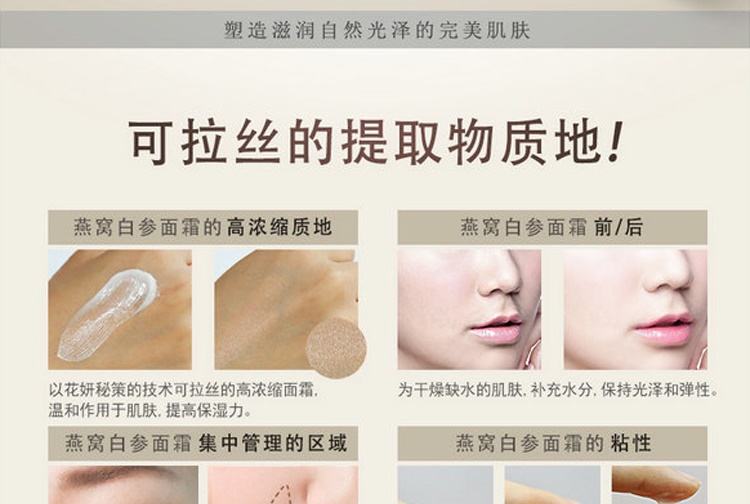 塑造滋润自然光泽的完美肌肤
可拉丝的提取物质地!
燕窝白参面霜的高浓缩质地
燕窝白参面霜 前/后
以花妍秘策的技术可拉丝的高浓缩面霜,
温和作用于肌肤, 提高保湿力。
为干燥缺水的肌肤, 补充水分, 保持光泽和弹性。
燕窝白参面霜 集中管理的区域
燕窝白参面霜的 粘性